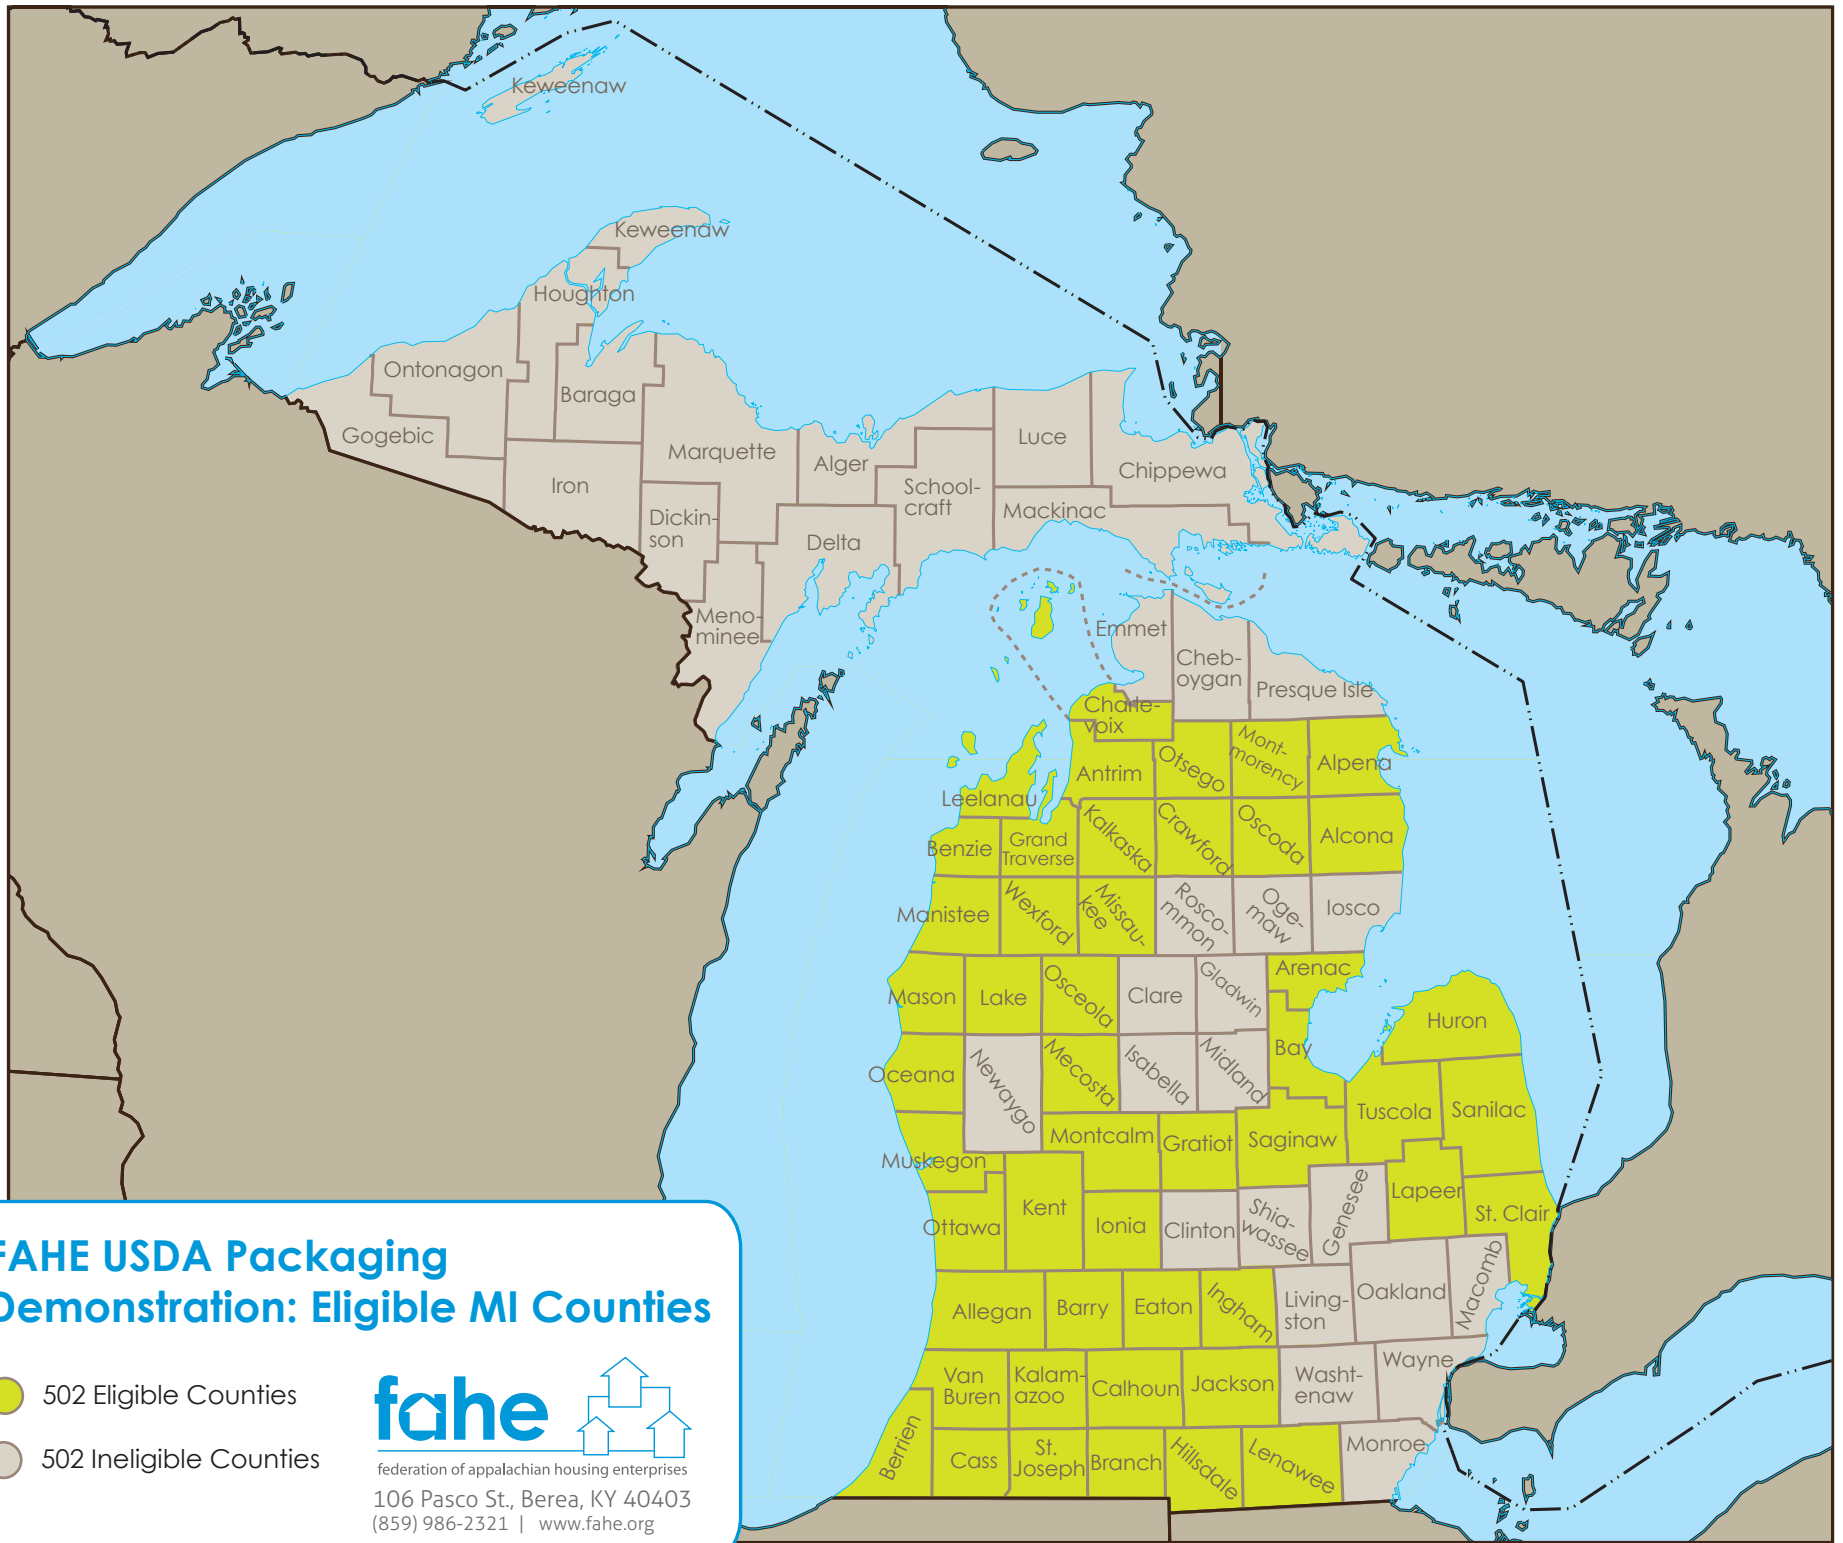 Keweenaw
Keweenaw
Houghton
Ontonagon
Baraga
Gogebic
Marquette
Luce
Alger
Chippewa
Iron
School-
craft
Mackinac
Dickin-
son
Delta
Meno-
minee
Emmet
Cheb-
oygan
Presque Isle
Charle-
voix
Antrim
Otsego
Mont-
morency
Alpena
Leelanau
Benzie
Grand
Traverse
Kalkaska
Crawford
Oscoda
Alcona
Manistee
Wexford
Missau-
kee
Rosco-
mmon
Oge-
maw
Iosco
Mason
Lake
Osceola
Clare
Gladwin
Arenac
Huron
Oceana
Newaygo
Mecosta
Isabella
Midland
Bay
Tuscola
Sanilac
Muskegon
Montcalm
Gratiot
Saginaw
Ottawa
Kent
Ionia
Clinton
Shia-
wassee
Genesee
Lapeer
St. Clair
Allegan
Barry
Eaton
Ingham
Living-
ston
Oakland
Macomb
Van
Buren
Kalam-
azoo
Calhoun
Jackson
Washt-
enaw
Wayne
Berrien
Cass
St.
Joseph
Branch
Hillsdale
Lenawee
Monroe
FAHE USDA Packaging
Demonstration: Eligible MI Counties
502 Eligible Counties
502 Ineligible Counties
fahe
federation of appalachian housing enterprises
106 Pasco St., Berea, KY 40403
(859) 986-2321 | www.fahe.org